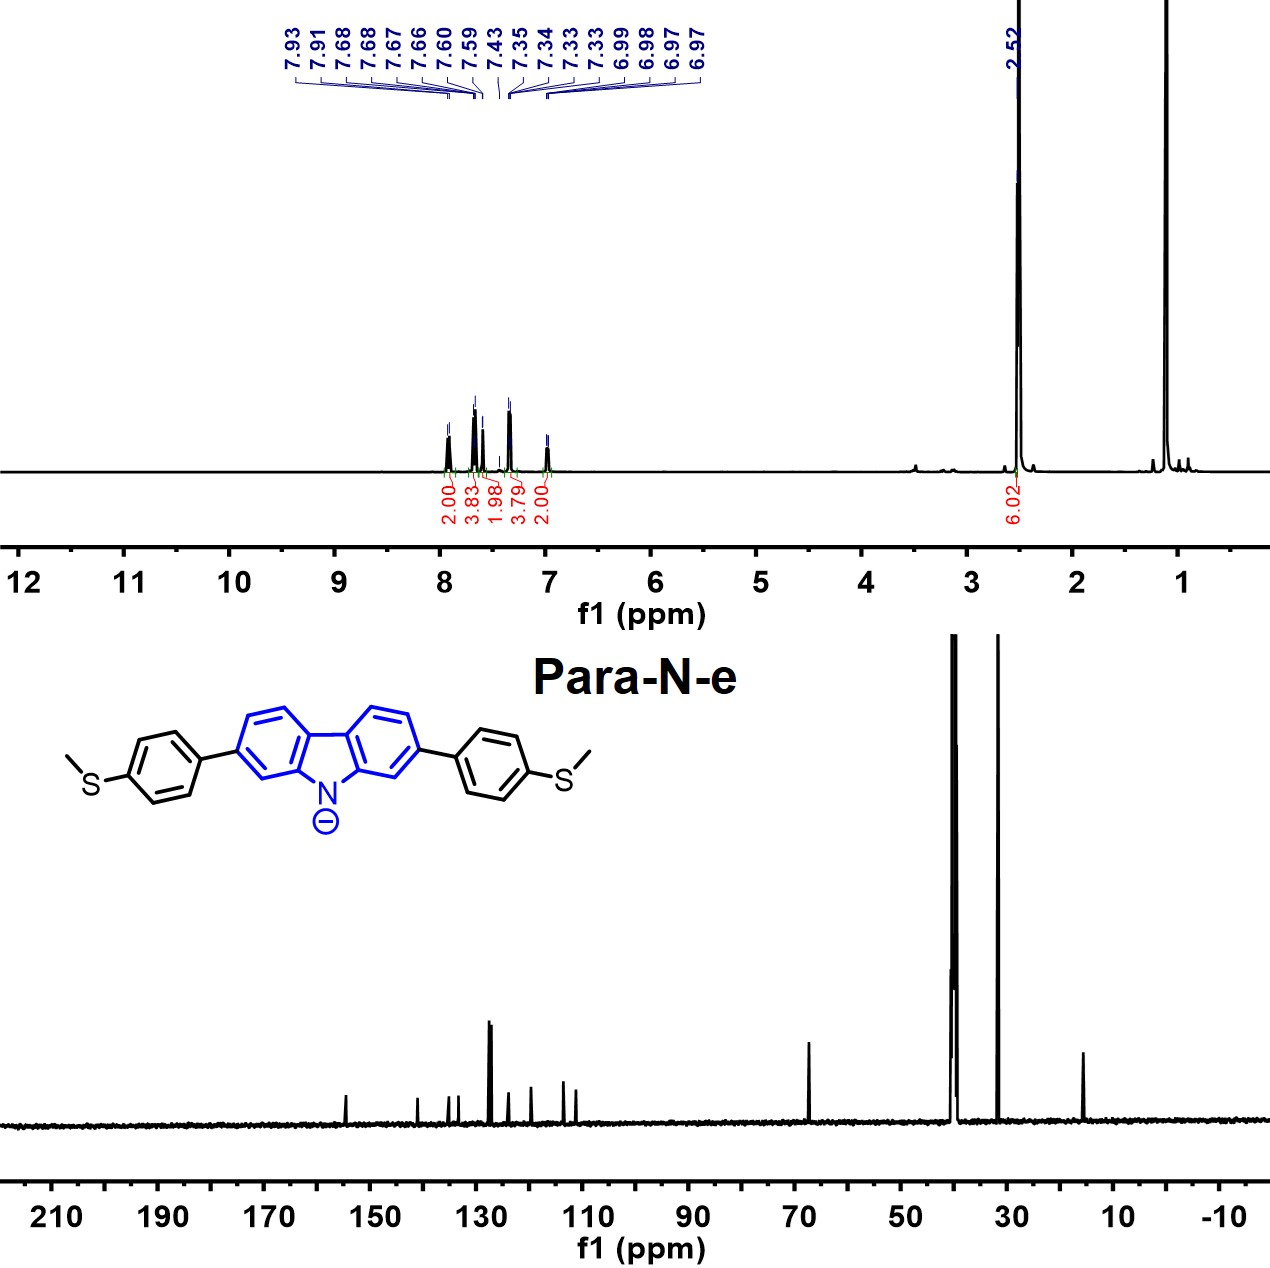 7.93 7.91 7.68 7.68 7.67 7.66 7.60 7.59 7.43 7.35 7.34 7.33 7.33 6.99 6.98 6.97 6.97 2.52
2.00 3.83 1.98 3.79 2.00 6.02
12 11 10 9 8 7 6 5 4 3 2 1
f1 (ppm)
Para-N-e
S N S
−
210 190 170 150 130 110 90 70 50 30 10 -10
f1 (ppm)